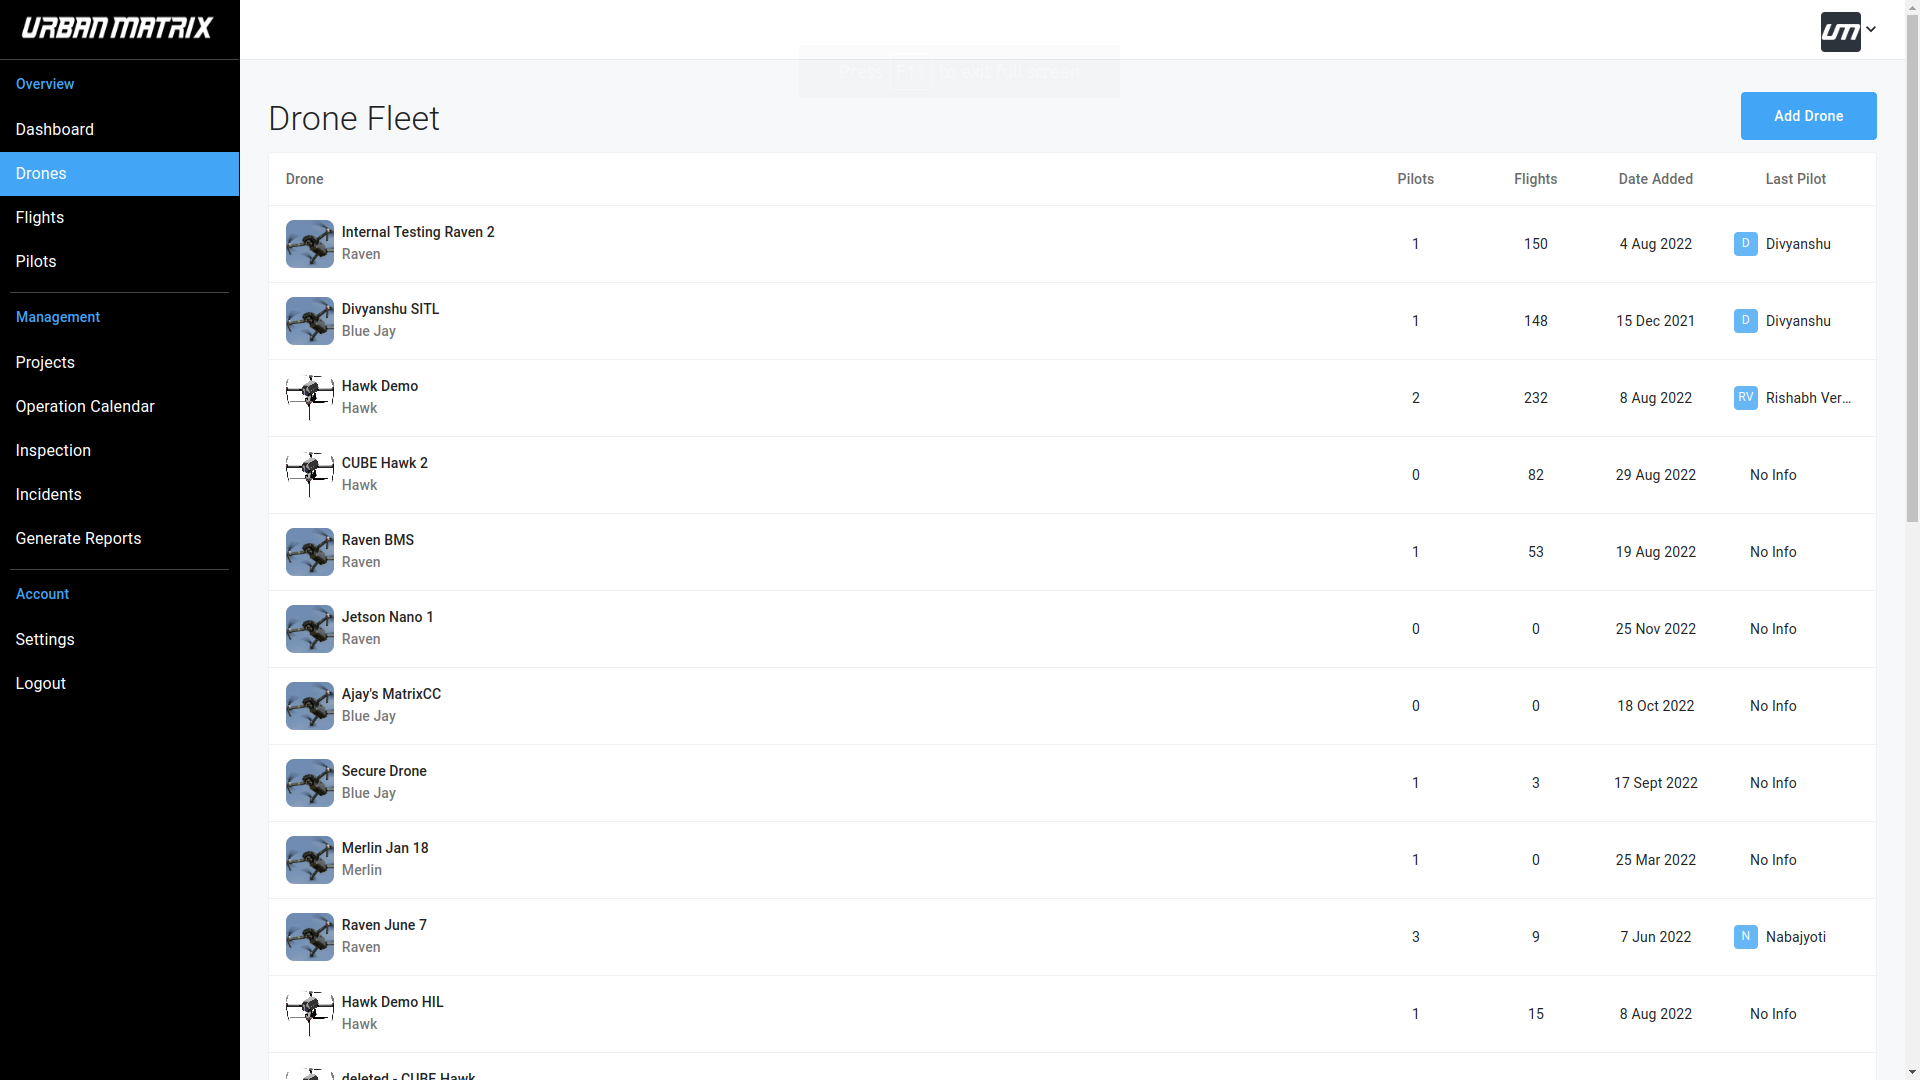 URBAN MATRIX
Overview
Dashboard
Drones
Flights
Pilots
Management
Projects
Operation Calendar
Inspection
Incidents
Generate Reports
Account
Settings
Logout
um
Press F11 to exit full screen
Drone Fleet
Add Drone
Drone Pilots Flights Date Added Last Pilot
Internal Testing Raven 2
Raven
1 150 4 Aug 2022 D Divyanshu
Divyanshu SITL
Blue Jay
1 148 15 Dec 2021 D Divyanshu
Hawk Demo
Hawk
2 232 8 Aug 2022 RV Rishabh Ver...
CUBE Hawk 2
Hawk
0 82 29 Aug 2022 No Info
Raven BMS
Raven
1 53 19 Aug 2022 No Info
Jetson Nano 1
Raven
0 0 25 Nov 2022 No Info
Ajay's MatrixCC
Blue Jay
0 0 18 Oct 2022 No Info
Secure Drone
Blue Jay
1 3 17 Sept 2022 No Info
Merlin Jan 18
Merlin
1 0 25 Mar 2022 No Info
Raven June 7
Raven
3 9 7 Jun 2022 N Nabajyoti
Hawk Demo HIL
Hawk
1 15 8 Aug 2022 No Info
deleted - CUBE Hawk